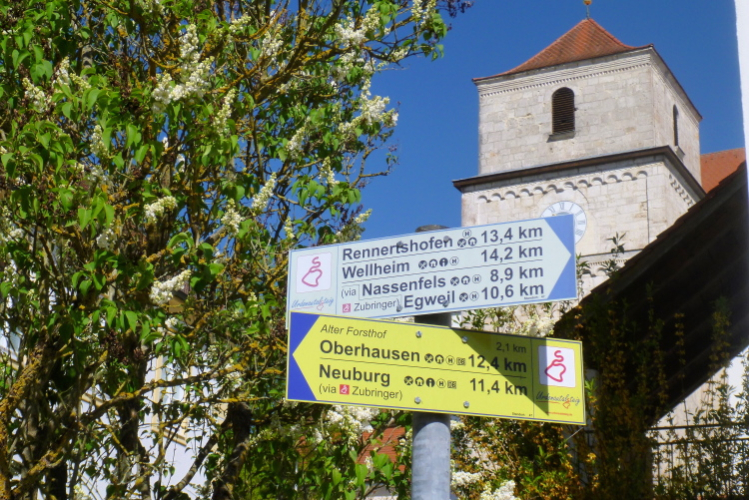 Rennertshofen 13,4 km
Wellheim 14,2 km
(via Nassenfels 8,9 km
Zubringer) Egweil 10,6 km
Alter Forsthof 2,1 km
Oberhausen 12,4 km
Neuburg 11,4 km
(via Zubringer)